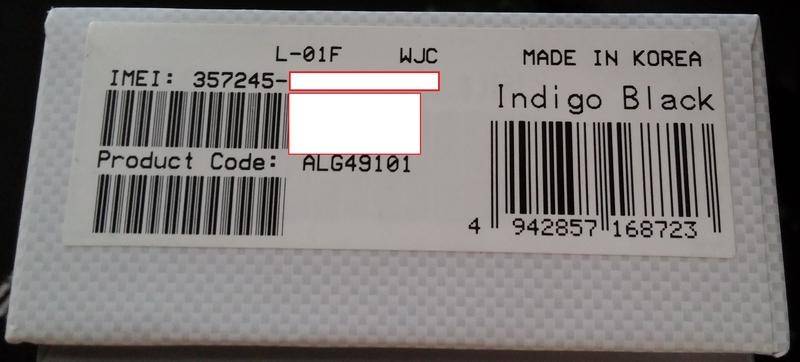 L-01F WJC
IMEI: 357245-
Product Code: ALG49101
MADE IN KOREA
Indigo Black
4 942857 168723